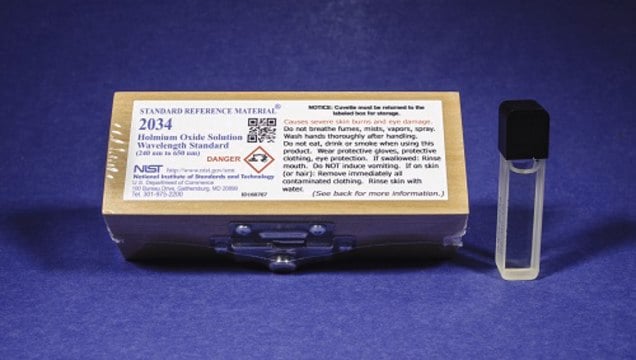 STANDARD REFERENCE MATERIAL®
2034
Holmium Oxide Solution
Wavelength Standard
(240 nm to 650 nm)
DANGER
NIST http://www.nist.gov/srm
National Institute of Standards and Technology
U.S. Department of Commerce
100 Bureau Drive, Gaithersburg, MD 20899
Tel. 301-975-2200
NOTICE: Cuvette must be returned to the
labeled box for storage.
Causes severe skin burns and eye damage.
Do not breathe fumes, mists, vapors, spray.
Wash hands thoroughly after handling.
Do not eat, drink or smoke when using this
product. Wear protective gloves, protective
clothing, eye protection. If swallowed: Rinse
mouth. Do NOT induce vomiting. If on skin
(or hair): Remove immediately all
contaminated clothing. Rinse skin with
water.
(See back for more information.)